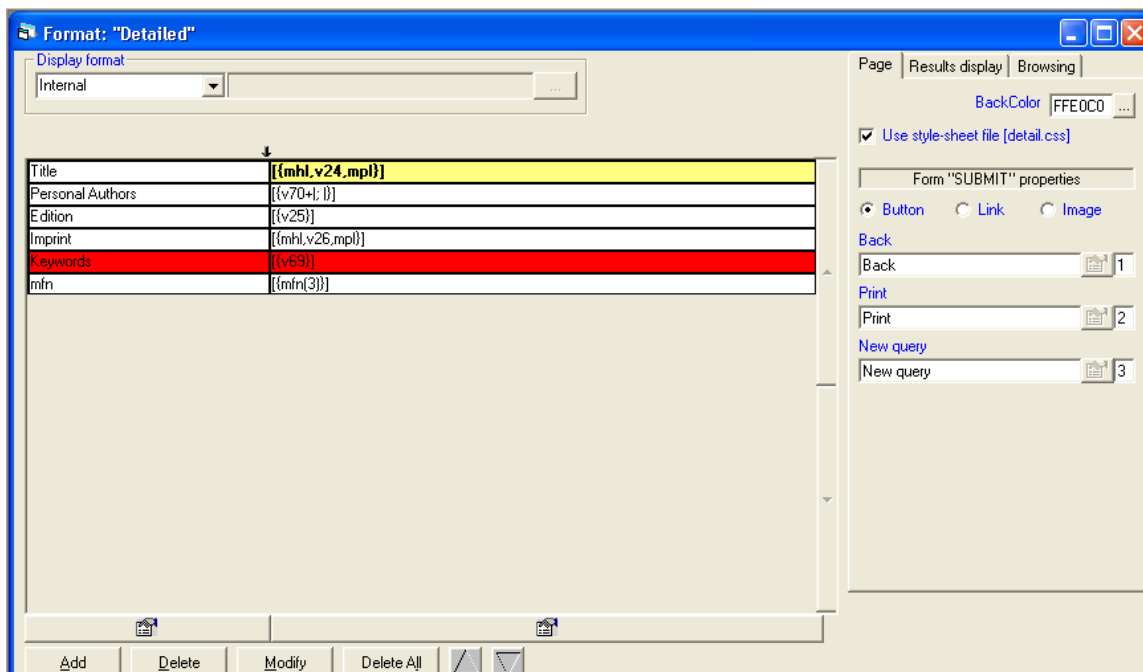 Format: "Detailed"
Display format
Internal
...
Title [{mhl,v24,mpl}]
Personal Authors [{v70+|; |}]
Edition [{v25}]
Imprint [{mhl,v26,mpl}]
Keywords [{v69}]
mfn [{mfn(3)}]
Add Delete Modify Delete All
Page Results display Browsing
BackColor FFE0C0 ...
Use style-sheet file [detail.css]
Form "SUBMIT" properties
Button Link Image
Back
Back 1
Print
Print 2
New query
New query 3